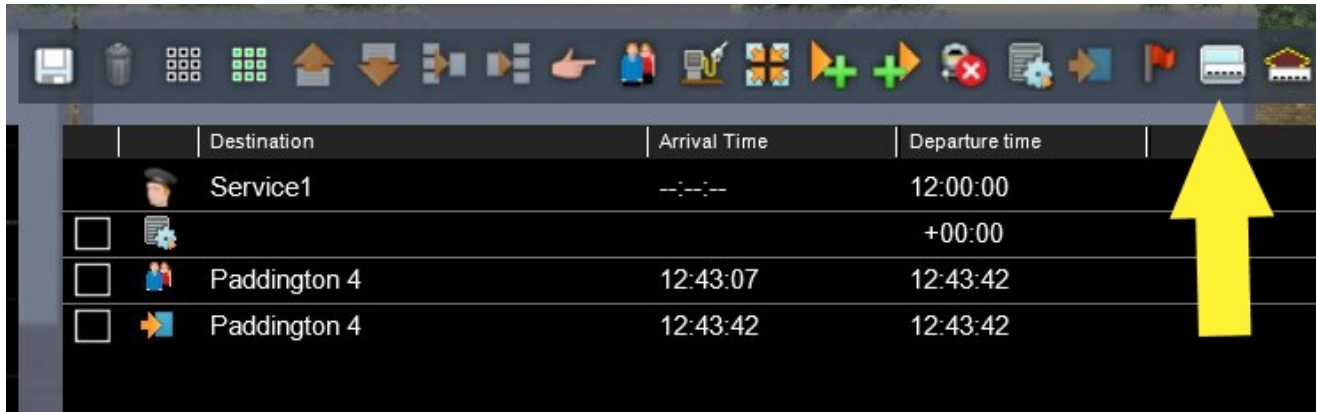 Destination Arrival Time Departure time
Service1 --:--:-- 12:00:00
+00:00
Paddington 4 12:43:07 12:43:42
Paddington 4 12:43:42 12:43:42